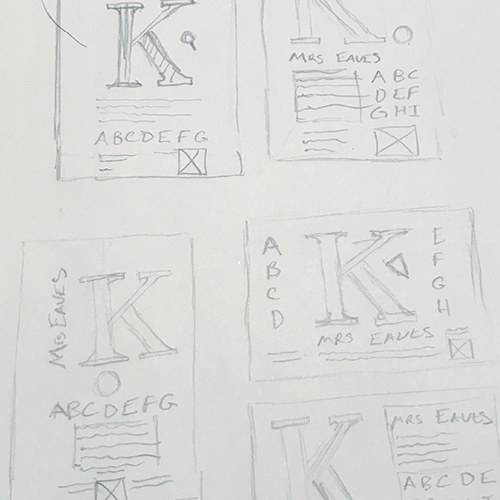 K
ABCDEFG
K
MRS EAVES
ABC
DEF
GHI
MRS EAVES
K
ABCDEFG
A
B
C
D
K
E
F
G
H
MRS EAVES
K
MRS EAVES
ABCDE